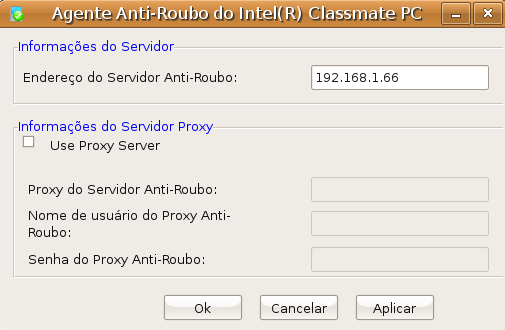 Agente Anti-Roubo do Intel(R) Classmate PC
Informações do Servidor
Endereço do Servidor Anti-Roubo: 192.168.1.66
Informações do Servidor Proxy
Use Proxy Server
Proxy do Servidor Anti-Roubo:
Nome de usuário do Proxy Anti-
Roubo:
Senha do Proxy Anti-Roubo:
Ok Cancelar Aplicar